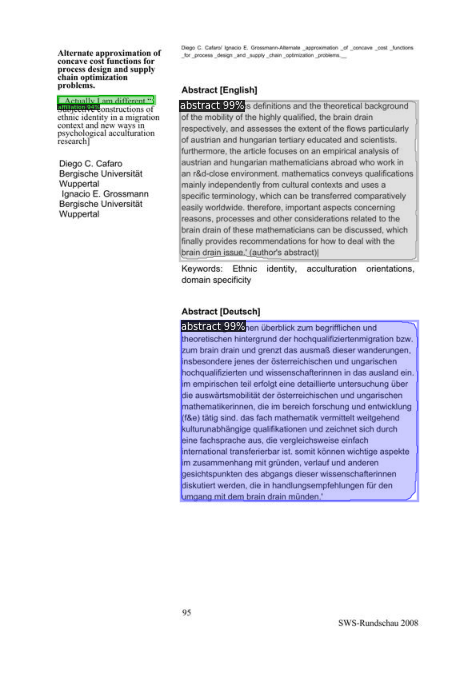 Diego C. Cafaro/ Ignacio E. Grossmann-Alternate _approximation _of _concave _cost _functions
_for _process _design _and _supply _chain _optimization _problems.__
Alternate approximation of
concave cost functions for
process design and supply
chain optimization
problems.
„Actually I am different."
Subjective constructions of
ethnic identity in a migration
context and new ways in
psychological acculturation
research]
Diego C. Cafaro
Bergische Universität
Wuppertal
Ignacio E. Grossmann
Bergische Universität
Wuppertal
Abstract [English]
abstract 99%
s definitions and the theoretical background
of the mobility of the highly qualified, the brain drain
respectively, and assesses the extent of the flows particularly
of austrian and hungarian tertiary educated and scientists.
furthermore, the article focuses on an empirical analysis of
austrian and hungarian mathematicians abroad who work in
an r&d-close environment. mathematics conveys qualifications
mainly independently from cultural contexts and uses a
specific terminology, which can be transferred comparatively
easily worldwide. therefore, important aspects concerning
reasons, processes and other considerations related to the
brain drain of these mathematicians can be discussed, which
finally provides recommendations for how to deal with the
brain drain issue.' (author's abstract)|
Keywords: Ethnic identity, acculturation orientations,
domain specificity
Abstract [Deutsch]
abstract 99%
nen überblick zum begrifflichen und
theoretischen hintergrund der hochqualifiziertenmigration bzw.
zum brain drain und grenzt das ausmaß dieser wanderungen,
insbesondere jenes der österreichischen und ungarischen
hochqualifizierten und wissenschafterinnen in das ausland ein.
im empirischen teil erfolgt eine detaillierte untersuchung über
die auswärtsmobilität der österreichischen und ungarischen
mathematikerinnen, die im bereich forschung und entwicklung
(f&e) tätig sind. das fach mathematik vermittelt weitgehend
kulturunabhängige qualifikationen und zeichnet sich durch
eine fachsprache aus, die vergleichsweise einfach
international transferierbar ist. somit können wichtige aspekte
im zusammenhang mit gründen, verlauf und anderen
gesichtspunkten des abgangs dieser wissenschafterinnen
diskutiert werden, die in handlungsempfehlungen für den
umgang mit dem brain drain münden.'
95
SWS-Rundschau 2008